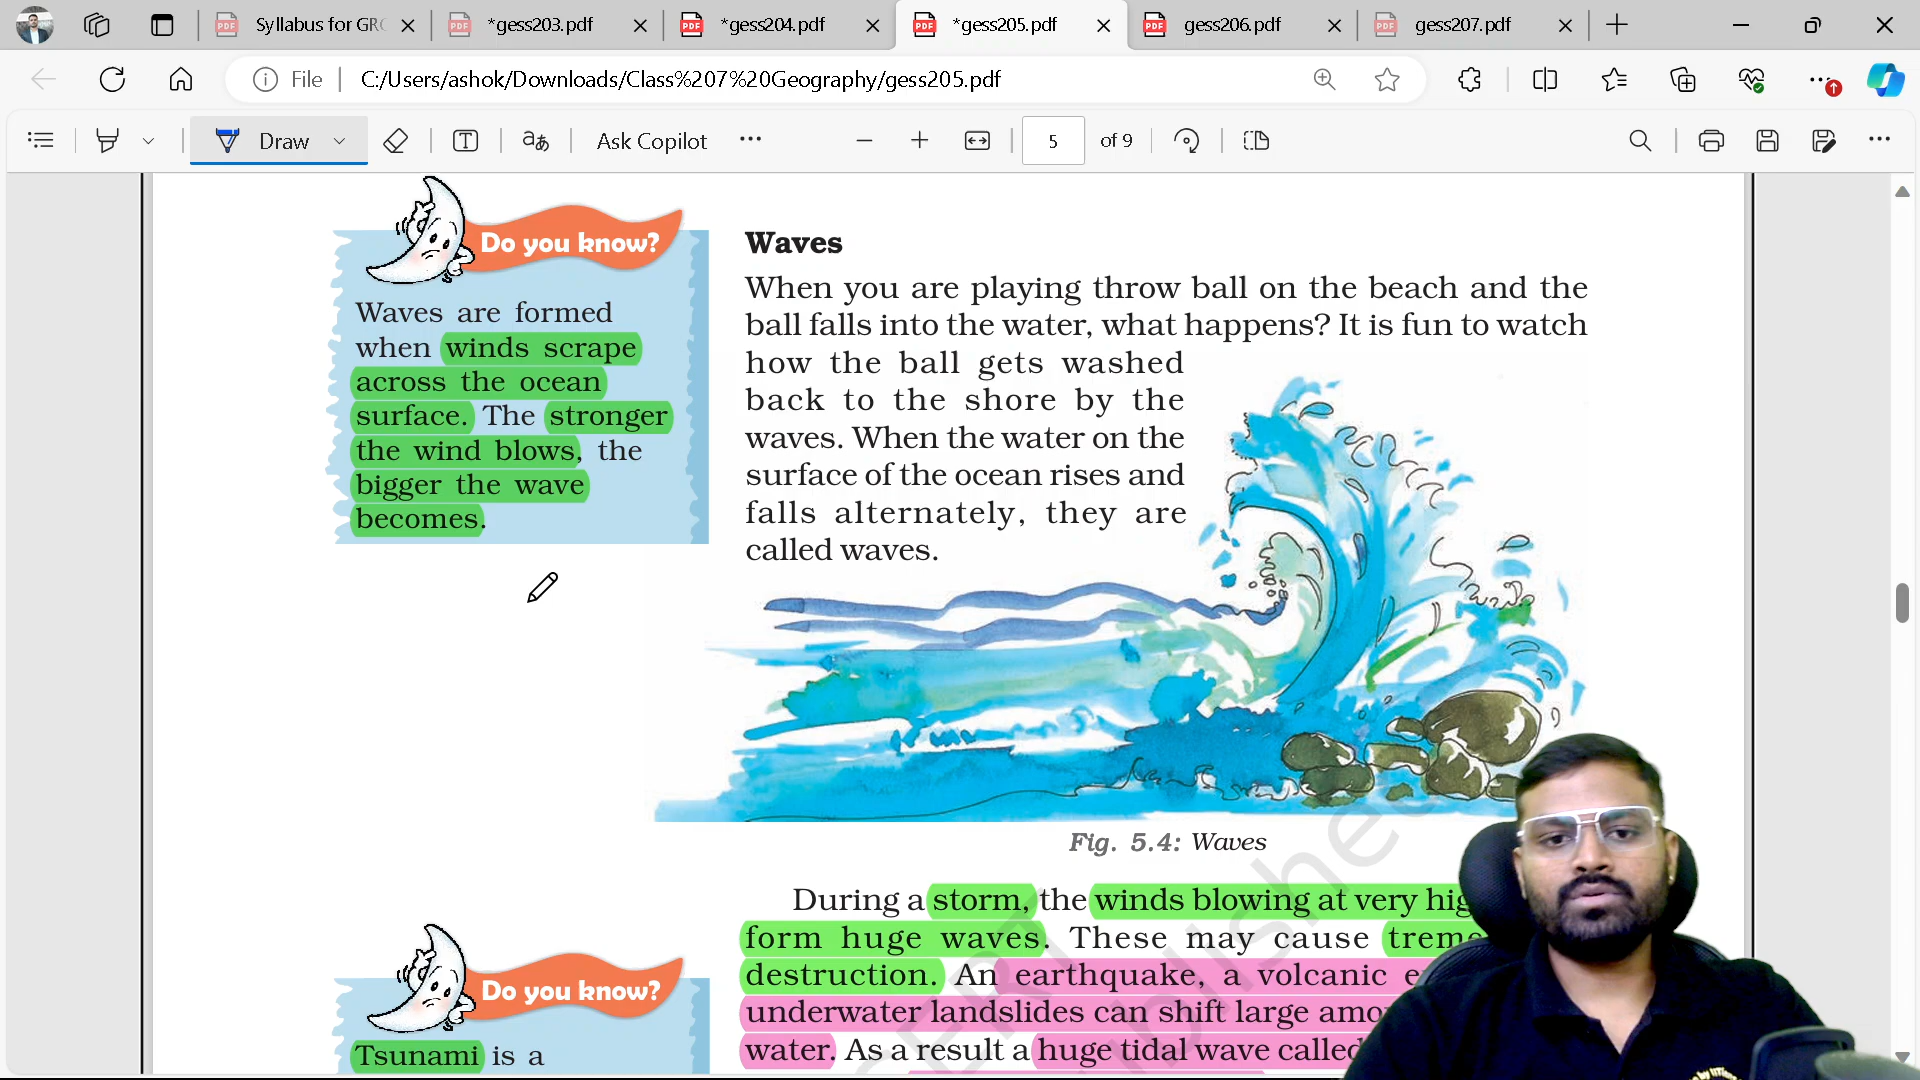 Syllabus for GRO
*gess203.pdf
*gess204.pdf
*gess205.pdf
gess206.pdf
gess207.pdf
File
C:/Users/ashok/Downloads/Class%207%20Geography/gess205.pdf
Draw
Ask Copilot
5
of 9
Do you know?
Waves are formed
when winds scrape
across the ocean
surface. The stronger
the wind blows, the
bigger the wave
becomes.
Waves
When you are playing throw ball on the beach and the
ball falls into the water, what happens? It is fun to watch
how the ball gets washed
back to the shore by the
waves. When the water on the
surface of the ocean rises and
falls alternately, they are
called waves.
Fig. 5.4: Waves
During a storm, the winds blowing at very
form huge waves. These may cause
destruction. An earthquake, a volcanic
underwater landslides can shift large
water. As a result a huge tidal wave called
Do you know?
Tsunami is a